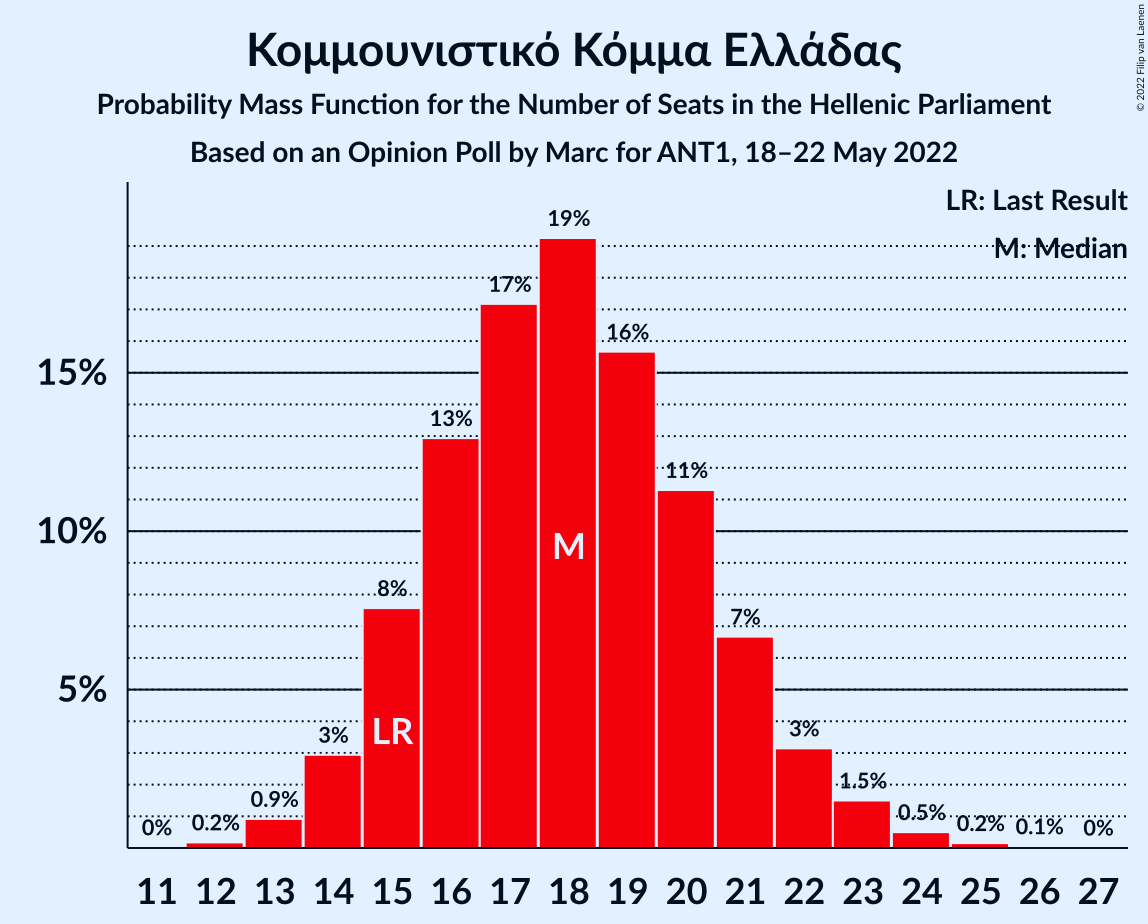 Κομμουνιστικό Κόμμα Ελλάδας
Probability Mass Function for the Number of Seats in the Hellenic Parliament
Based on an Opinion Poll by Marc for ANT1, 18–22 May 2022
© 2022 Filip van Laenen
LR: Last Result
M: Median
19%
17%
16%
15%
13%
11%
10%
M
8%
7%
5%
LR
3%
3%
1.5%
0.9%
0.5%
0% 0.2% 0.2% 0.1% 0%
11 12 13 14 15 16 17 18 19 20 21 22 23 24 25 26 27